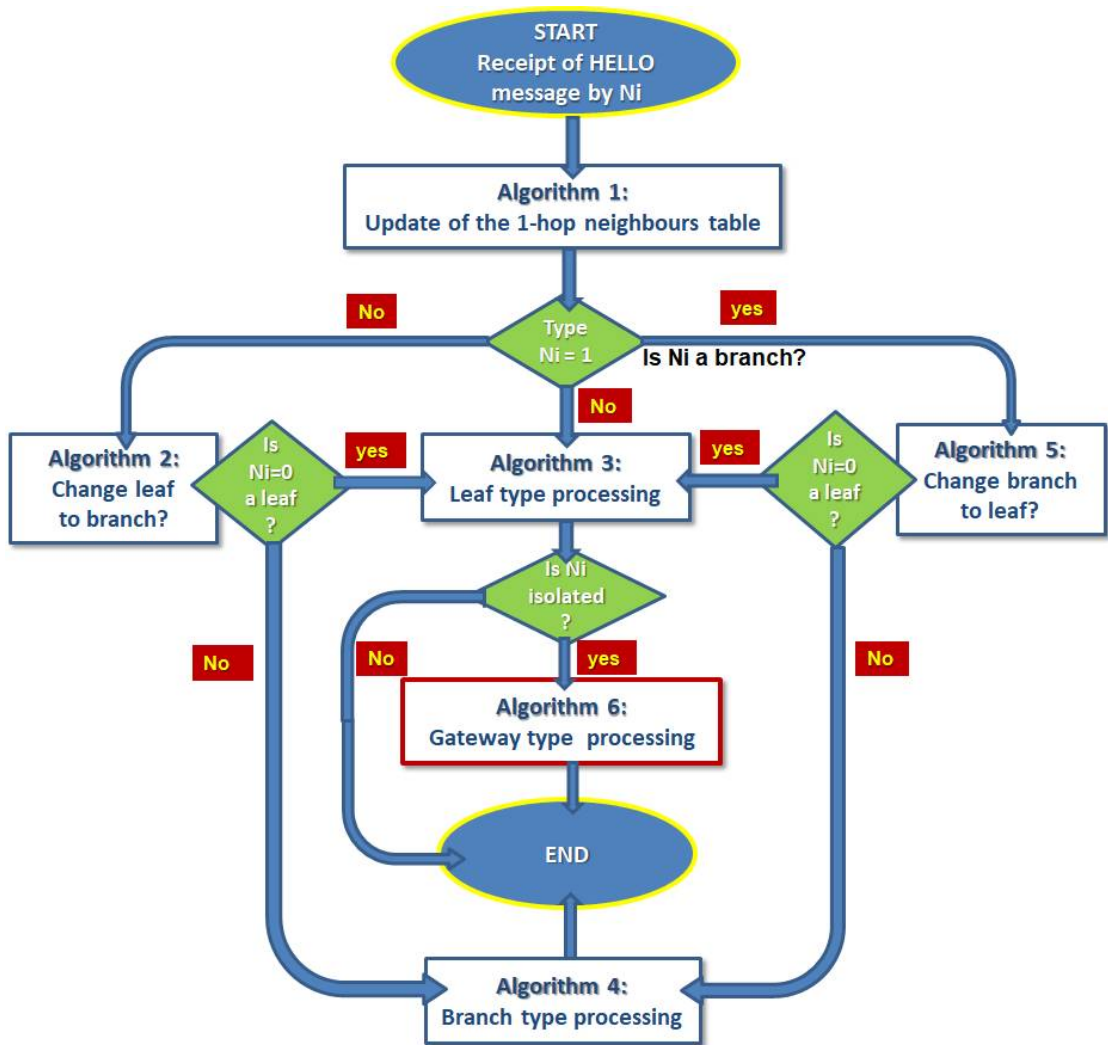 START
Receipt of HELLO
message by Ni
Algorithm 1:
Update of the 1-hop neighbours table
No
yes
Type
Ni = 1
Is Ni a branch?
No
Algorithm 2:
Change leaf
to branch?
Is
Ni=0
a leaf
?
yes
Algorithm 3:
Leaf type processing
yes
Is
Ni=0
a leaf
?
Algorithm 5:
Change branch
to leaf?
Is Ni
isolated
?
No
No
yes
No
Algorithm 6:
Gateway type processing
END
Algorithm 4:
Branch type processing